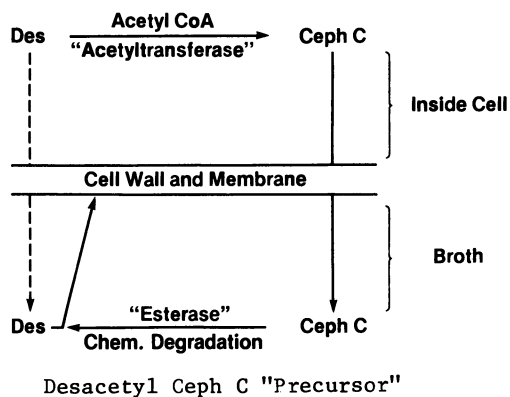 Acetyl CoA
Des Ceph C
“Acetyltransferase”
Inside Cell
Cell Wall and Membrane
Broth
“Esterase”
Des Ceph C
Chem. Degradation
Desacetyl Ceph C "Precursor"